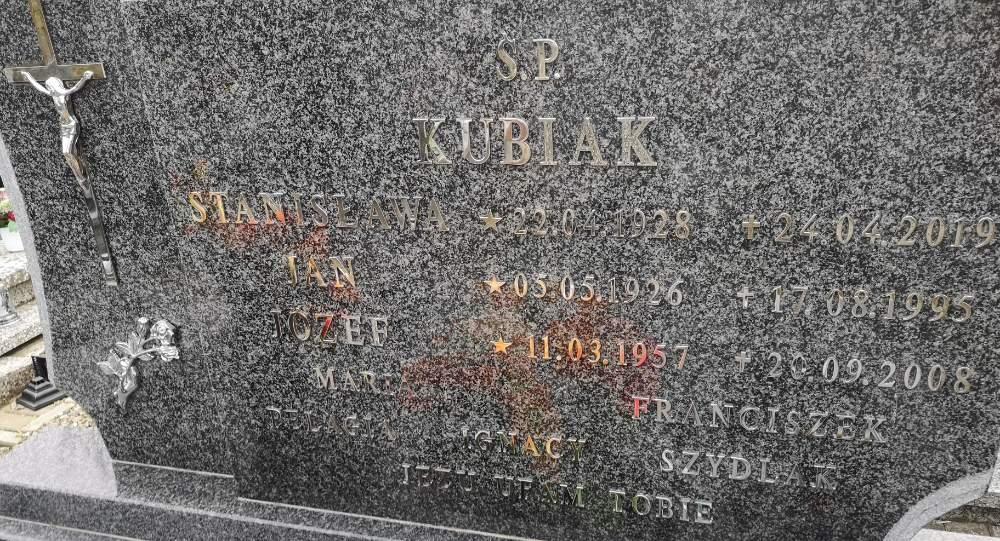 Ś.P.
KUBIAK
STANISŁAWA ★ 22.04.1928 ✝ 24.04.2019
JAN ★ 05.05.1926 ✝ 17.08.1995
JÓZEF ★ 11.03.1957 ✝ 20.09.2008
MARIA FRANCISZEK
PELAGIA IGNACY SZYDLAK
JEZU UFAM TOBIE